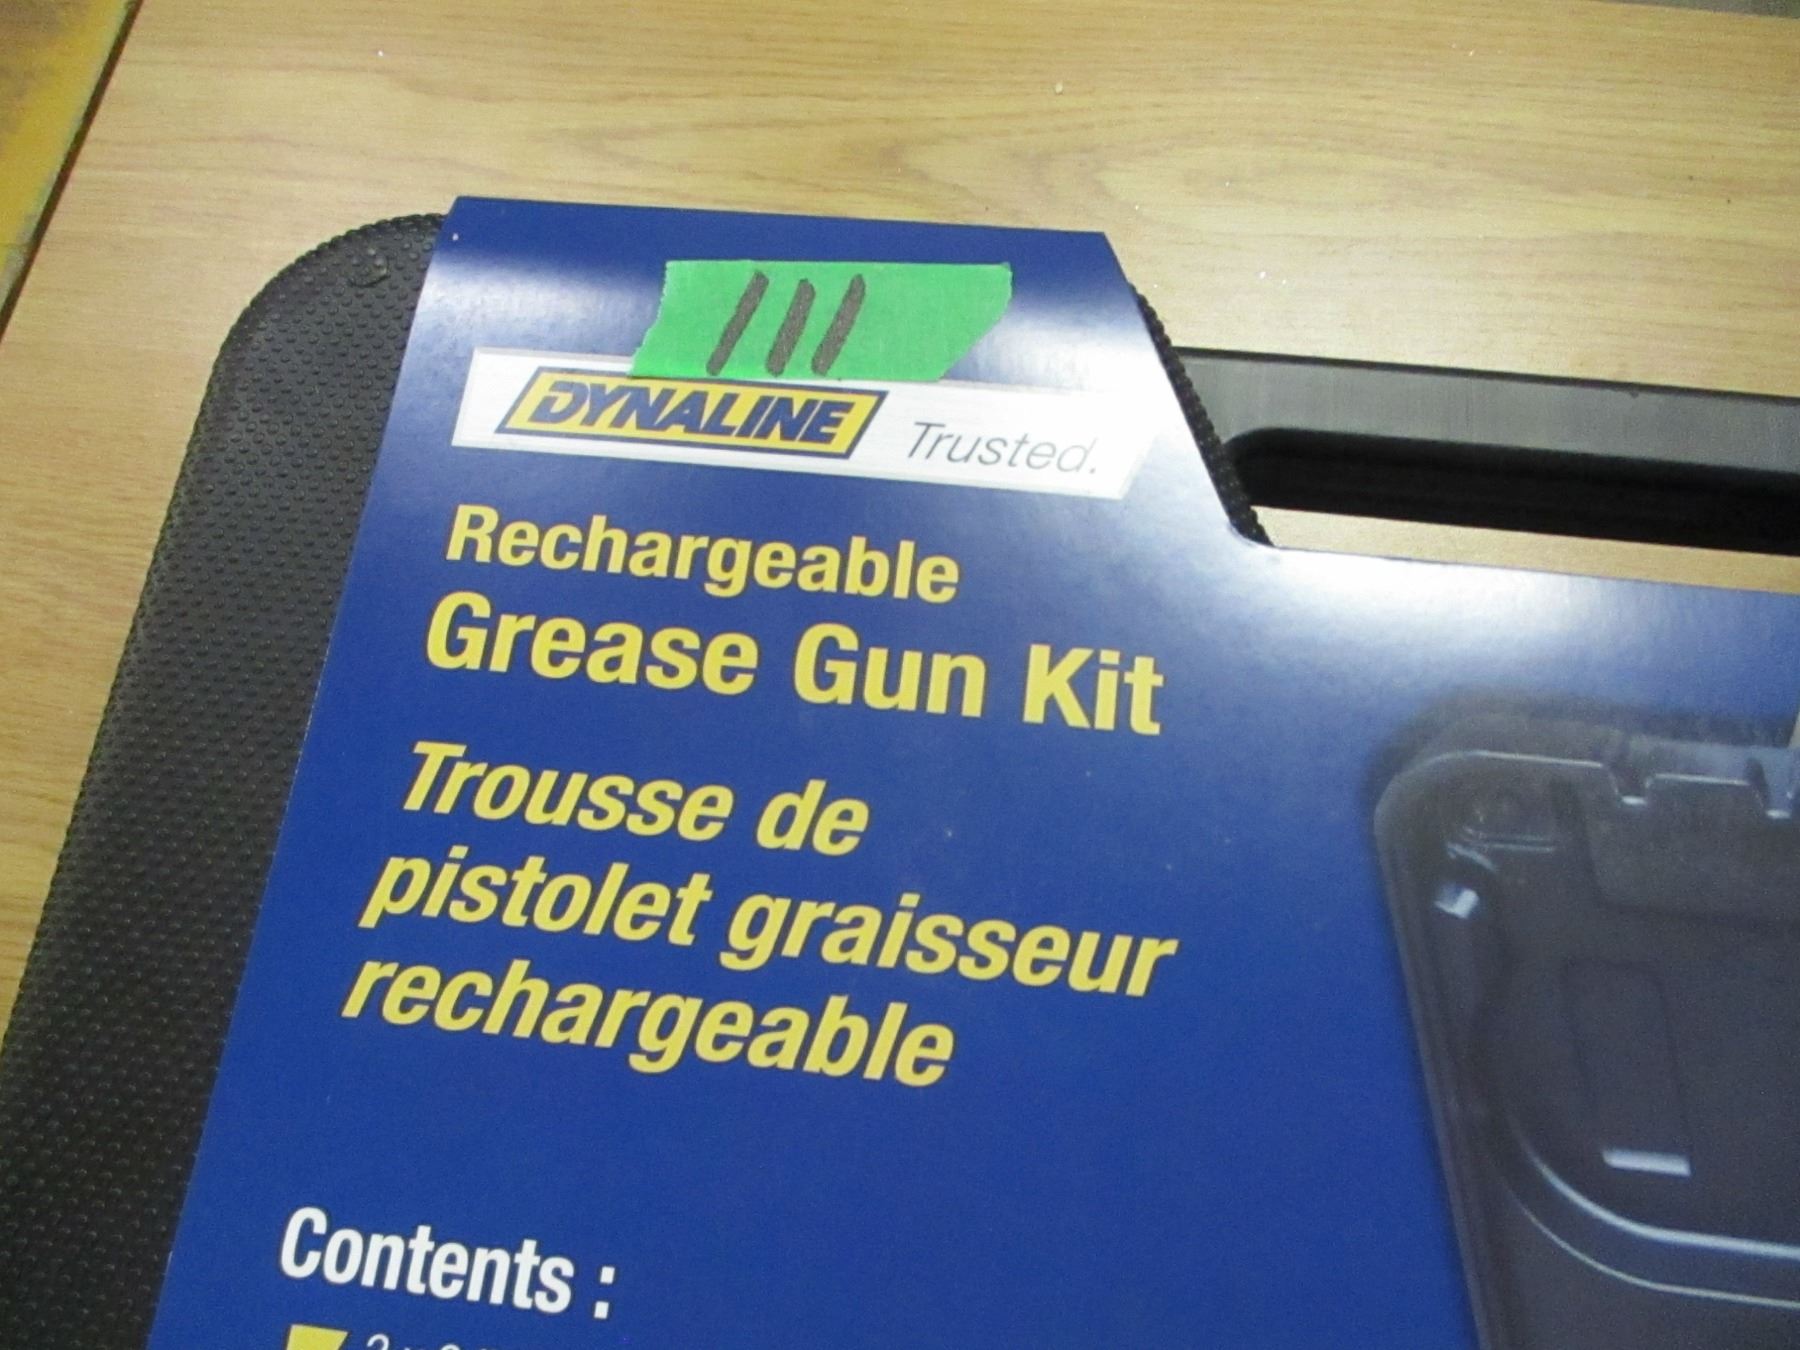 111
DYNALINE Trusted.
Rechargeable
Grease Gun Kit
Trousse de
pistolet graisseur
rechargeable
Contents :